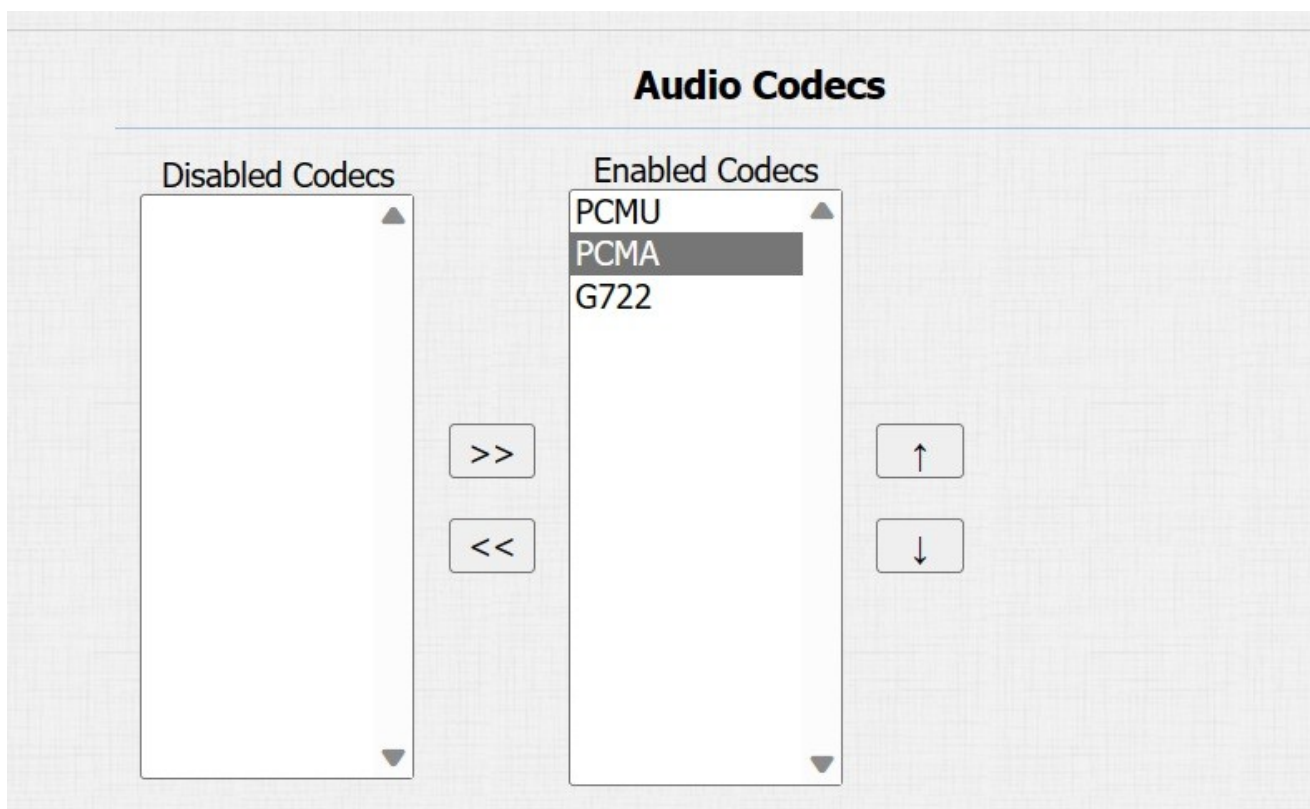 Audio Codecs
Disabled Codecs
Enabled Codecs
PCMU
PCMA
G722
>>
<<
↑
↓